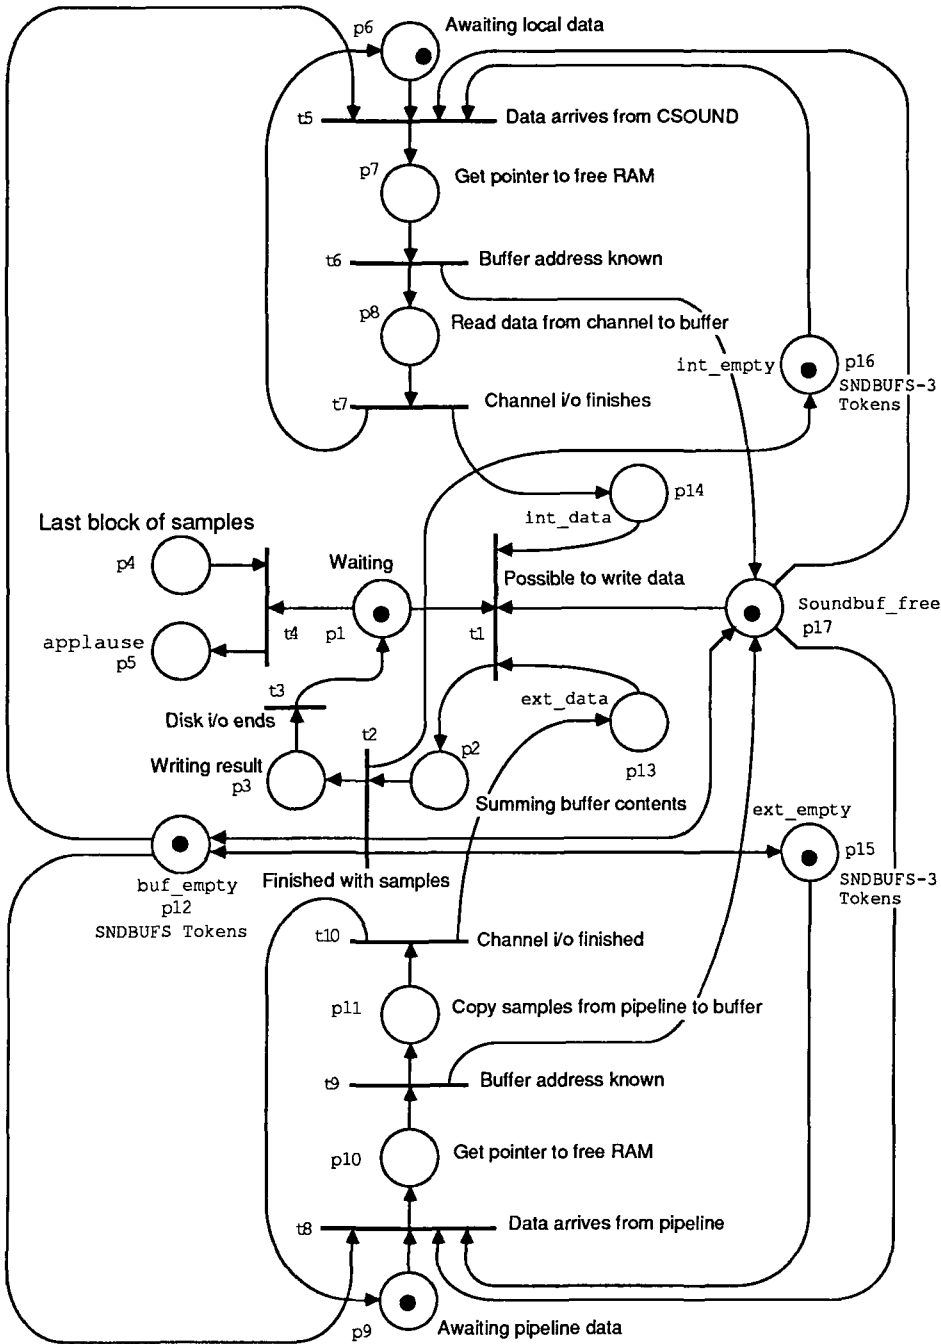 p6
Awaiting local data
t5
Data arrives from CSOUND
p7
Get pointer to free RAM
t6
Buffer address known
p8
Read data from channel to buffer
int_empty
p16
SNDBUFS-3
Tokens
t7
Channel i/o finishes
p14
int_data
Last block of samples
p4
Waiting
Possible to write data
Soundbuf_free
p17
applause
p5
t4
p1
t1
t3
ext_data
Disk i/o ends
t2
p2
p13
Writing result
p3
Summing buffer contents
ext_empty
p15
SNDBUFS-3
Tokens
buf_empty
p12
SNDBUFS Tokens
Finished with samples
t10
Channel i/o finished
p11
Copy samples from pipeline to buffer
t9
Buffer address known
p10
Get pointer to free RAM
t8
Data arrives from pipeline
p9
Awaiting pipeline data